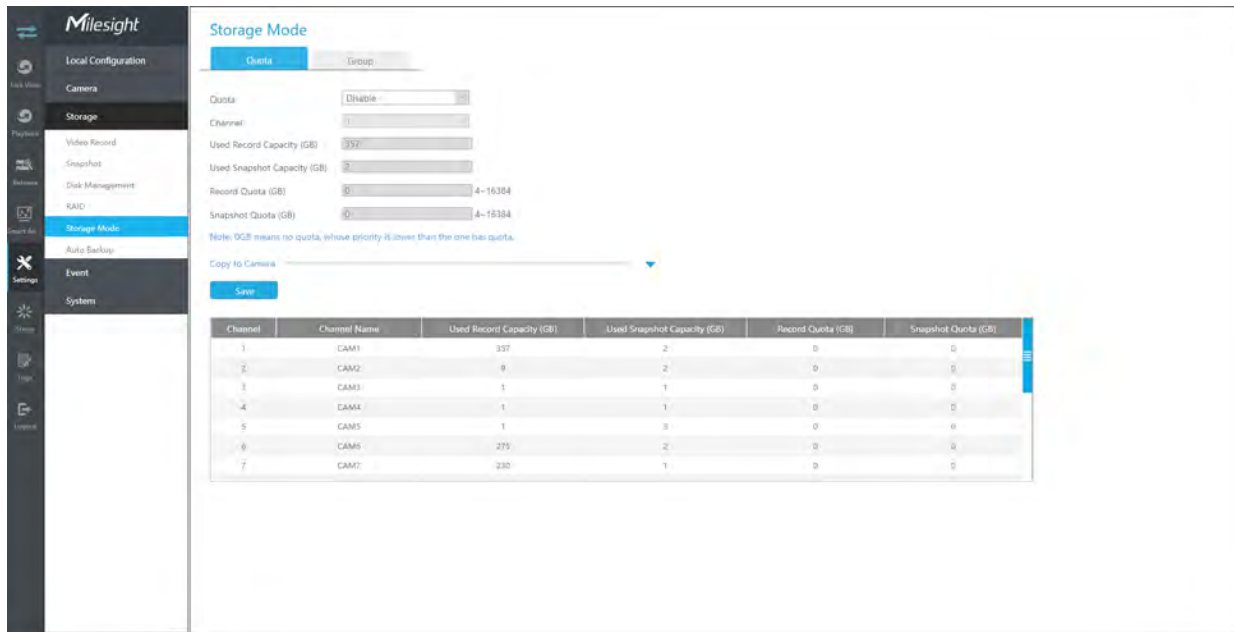 Milesight
Local Configuration
Camera
Storage
Video Record
Snapshot
Disk Management
RAID
Storage Mode
Auto Backup
Event
System
Playback
Retrieve
Settings
Logout
Storage Mode
Quota Group
Quota Disable
Channel 1
Used Record Capacity (GB) 357
Used Snapshot Capacity (GB) 2
Record Quota (GB) 0 4~16384
Snapshot Quota (GB) 0 4~16384
Note: 0GB means no quota, whose priority is lower than the one has quota.
Copy to Camera
Save
Channel Channel Name Used Record Capacity (GB) Used Snapshot Capacity (GB) Record Quota (GB) Snapshot Quota (GB)
1 CAM1 357 2 0 0
2 CAM2 0 2 0 0
3 CAM3 1 1 0 0
4 CAM4 1 1 0 0
5 CAM5 1 3 0 0
6 CAM6 275 2 0 0
7 CAM7 230 1 0 0